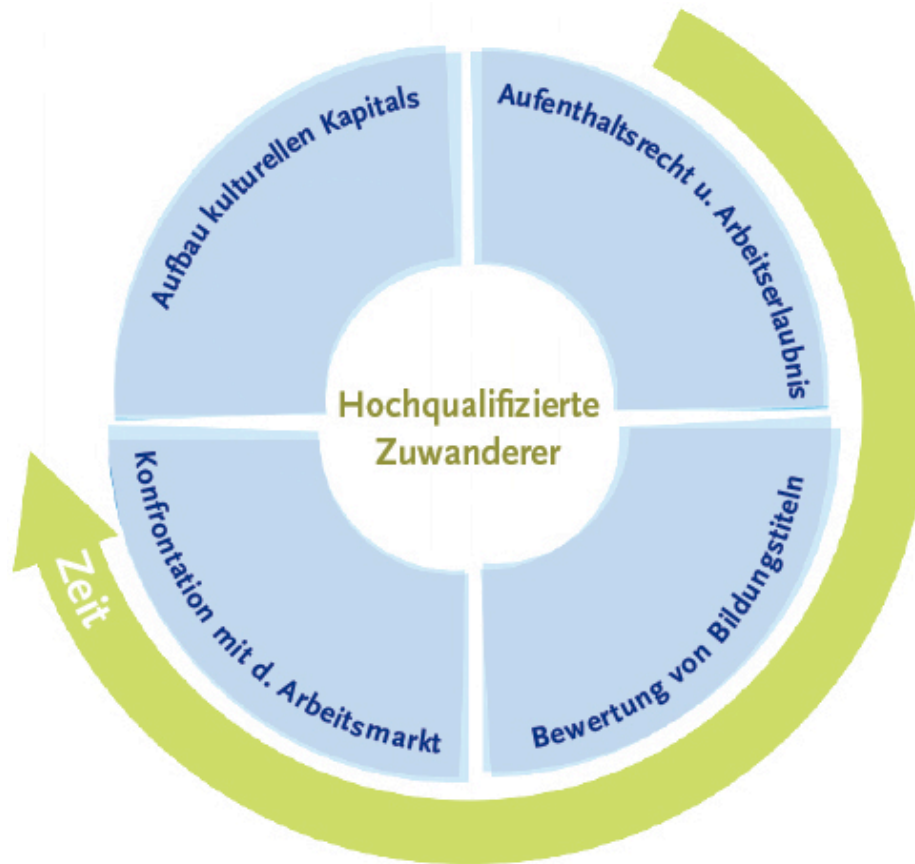 Aufbau kulturellen Kapitals
Aufenthaltsrecht u. Arbeitserlaubnis
Hochqualifizierte
Zuwanderer
Konfrontation mit d. Arbeitsmarkt
Bewertung von Bildungstiteln
Zeit